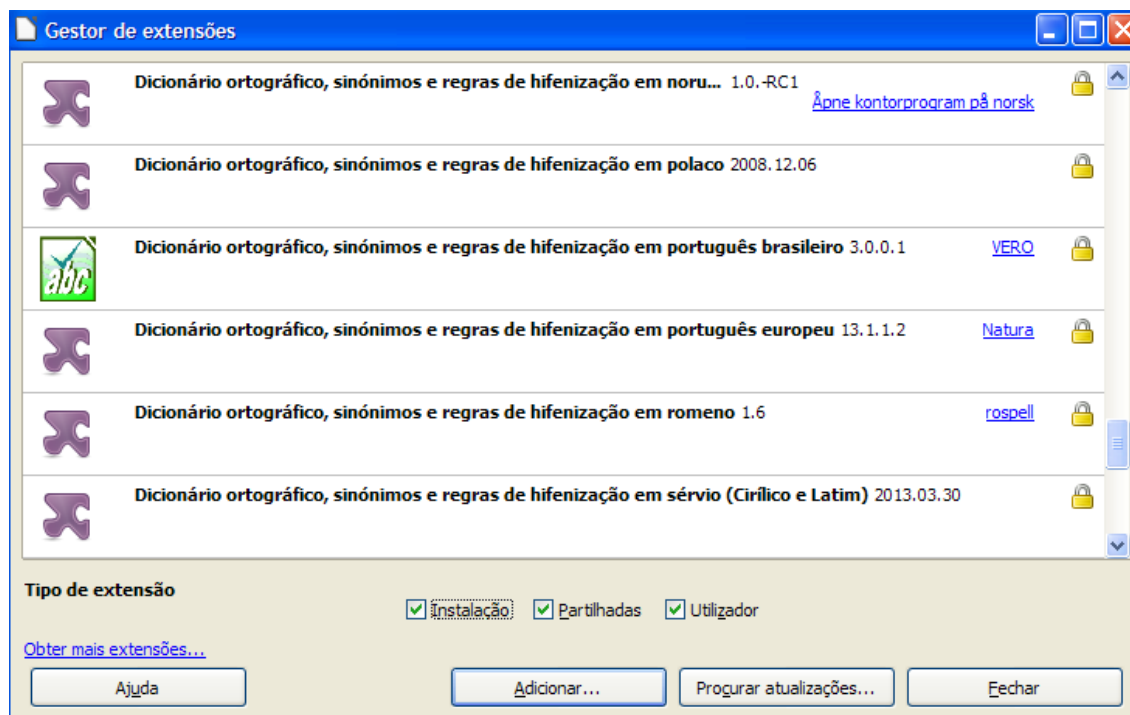 Gestor de extensões
Dicionário ortográfico, sinónimos e regras de hifenização em noru... 1.0.-RC1
Åpne kontorprogram på norsk
Dicionário ortográfico, sinónimos e regras de hifenização em polaco 2008.12.06
Dicionário ortográfico, sinónimos e regras de hifenização em português brasileiro 3.0.0.1 VERO
abc
Dicionário ortográfico, sinónimos e regras de hifenização em português europeu 13.1.1.2 Natura
Dicionário ortográfico, sinónimos e regras de hifenização em romeno 1.6 rospell
Dicionário ortográfico, sinónimos e regras de hifenização em sérvio (Cirílico e Latim) 2013.03.30
Tipo de extensão
Instalação Partilhadas Utilizador
Obter mais extensões...
Ajuda Adicionar... Procurar atualizações... Fechar